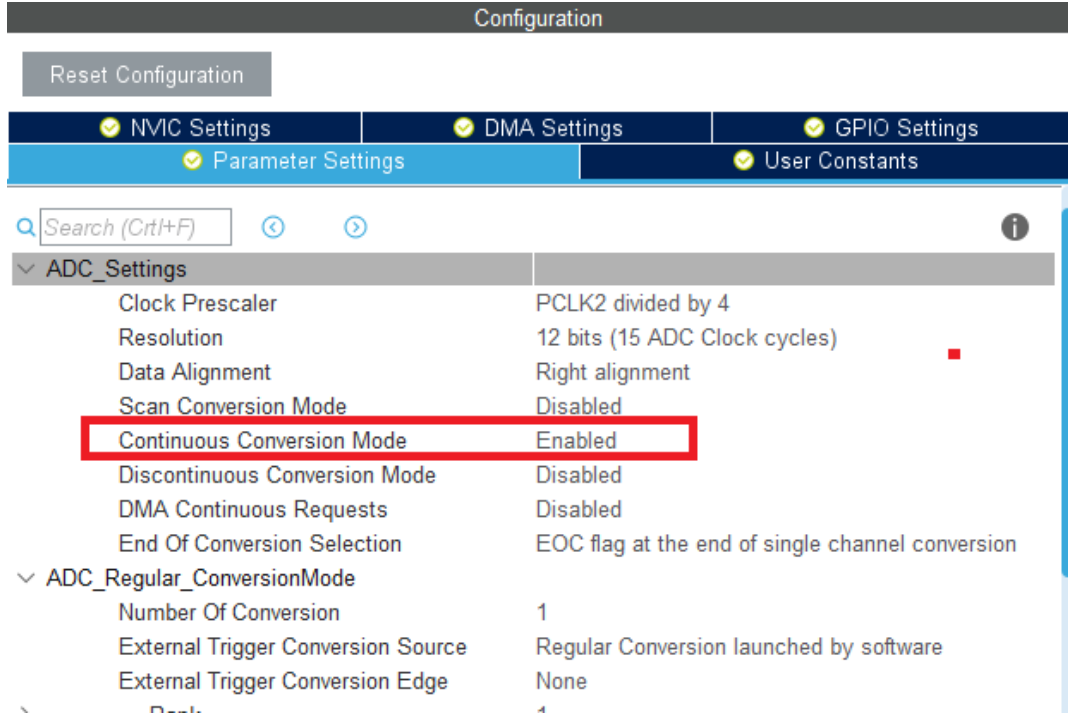 Configuration
Reset Configuration
NVIC Settings DMA Settings GPIO Settings
Parameter Settings User Constants
Search (Crtl+F)
ADC_Settings
Clock Prescaler PCLK2 divided by 4
Resolution 12 bits (15 ADC Clock cycles)
Data Alignment Right alignment
Scan Conversion Mode Disabled
Continuous Conversion Mode Enabled
Discontinuous Conversion Mode Disabled
DMA Continuous Requests Disabled
End Of Conversion Selection EOC flag at the end of single channel conversion
ADC_Regular_ConversionMode
Number Of Conversion 1
External Trigger Conversion Source Regular Conversion launched by software
External Trigger Conversion Edge None
Rank 1